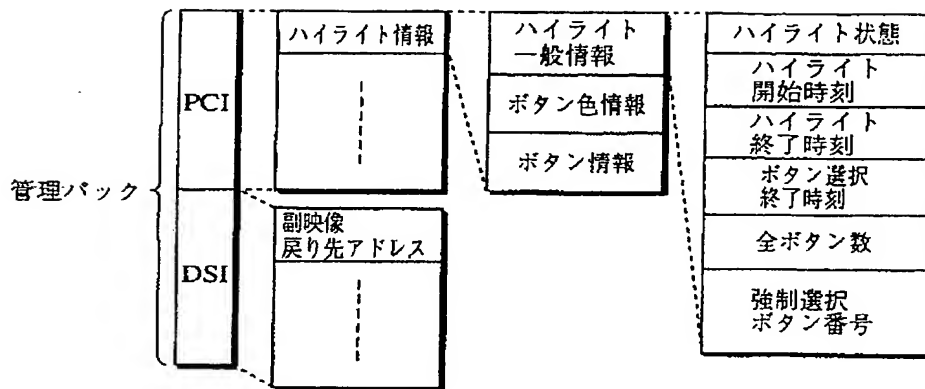 管理パック
PCI
DSI
ハイライト情報
副映像
戻り先アドレス
ハイライト
一般情報
ボタン色情報
ボタン情報
ハイライト状態
ハイライト
開始時刻
ハイライト
終了時刻
ボタン選択
終了時刻
全ボタン数
強制選択
ボタン番号